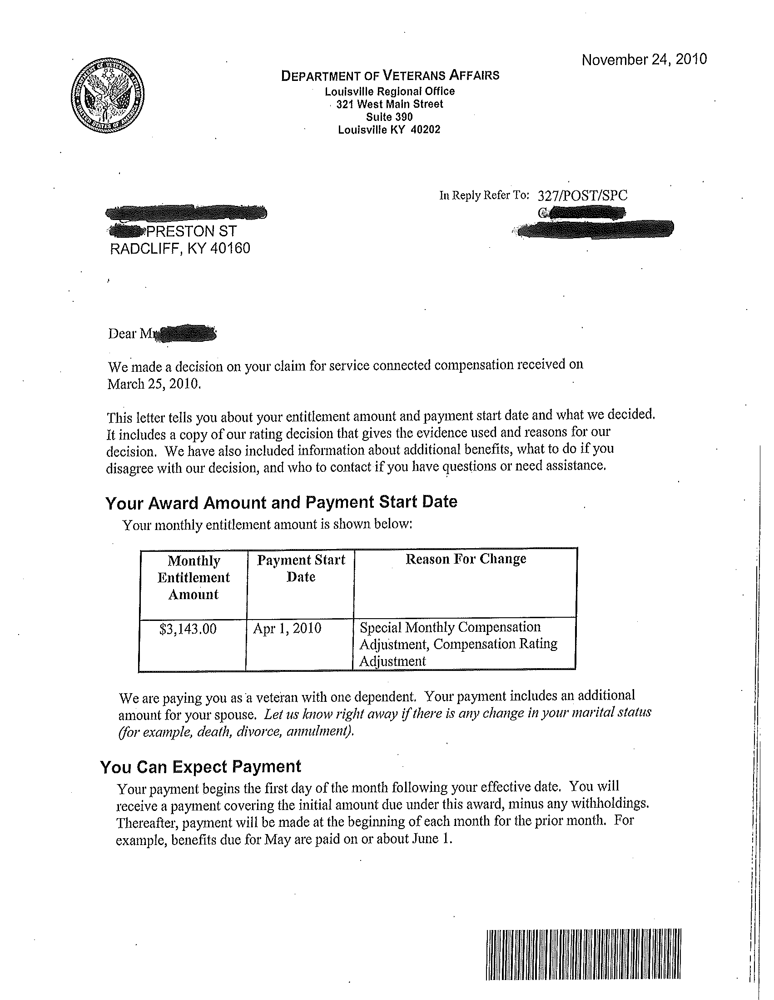 November 24, 2010
DEPARTMENT OF VETERANS AFFAIRS
Louisville Regional Office
321 West Main Street
Suite 390
Louisville KY 40202
DEPARTMENT OF VETERANS AFFAIRS
UNITED STATES OF AMERICA
In Reply Refer To: 327/POST/SPC
C
PRESTON ST
RADCLIFF, KY 40160
Dear Mr
We made a decision on your claim for service connected compensation received on
March 25, 2010.
This letter tells you about your entitlement amount and payment start date and what we decided.
It includes a copy of our rating decision that gives the evidence used and reasons for our
decision. We have also included information about additional benefits, what to do if you
disagree with our decision, and who to contact if you have questions or need assistance.
Your Award Amount and Payment Start Date
Your monthly entitlement amount is shown below:
Monthly
Entitlement
Amount
Payment Start
Date
Reason For Change
$3,143.00
Apr 1, 2010
Special Monthly Compensation
Adjustment, Compensation Rating
Adjustment
We are paying you as a veteran with one dependent. Your payment includes an additional
amount for your spouse. Let us know right away if there is any change in your marital status
(for example, death, divorce, annulment).
You Can Expect Payment
Your payment begins the first day of the month following your effective date. You will
receive a payment covering the initial amount due under this award, minus any withholdings.
Thereafter, payment will be made at the beginning of each month for the prior month. For
example, benefits due for May are paid on or about June 1.